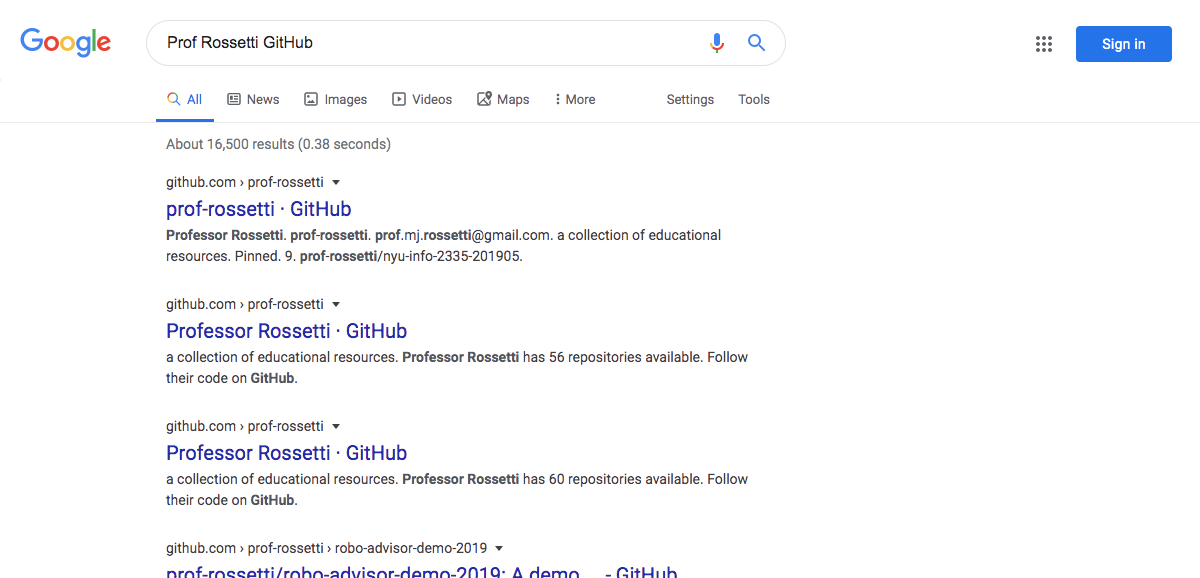 Google
Prof Rossetti GitHub
Sign in
All News Images Videos Maps More Settings Tools
About 16,500 results (0.38 seconds)
github.com › prof-rossetti
prof-rossetti · GitHub
Professor Rossetti. prof-rossetti. prof.mj.rossetti@gmail.com. a collection of educational
resources. Pinned. 9. prof-rossetti/nyu-info-2335-201905.
github.com › prof-rossetti
Professor Rossetti · GitHub
a collection of educational resources. Professor Rossetti has 56 repositories available. Follow
their code on GitHub.
github.com › prof-rossetti
Professor Rossetti · GitHub
a collection of educational resources. Professor Rossetti has 60 repositories available. Follow
their code on GitHub.
github.com › prof-rossetti › robo-advisor-demo-2019
prof-rossetti/robo-advisor-demo-2019: A demo ... - GitHub